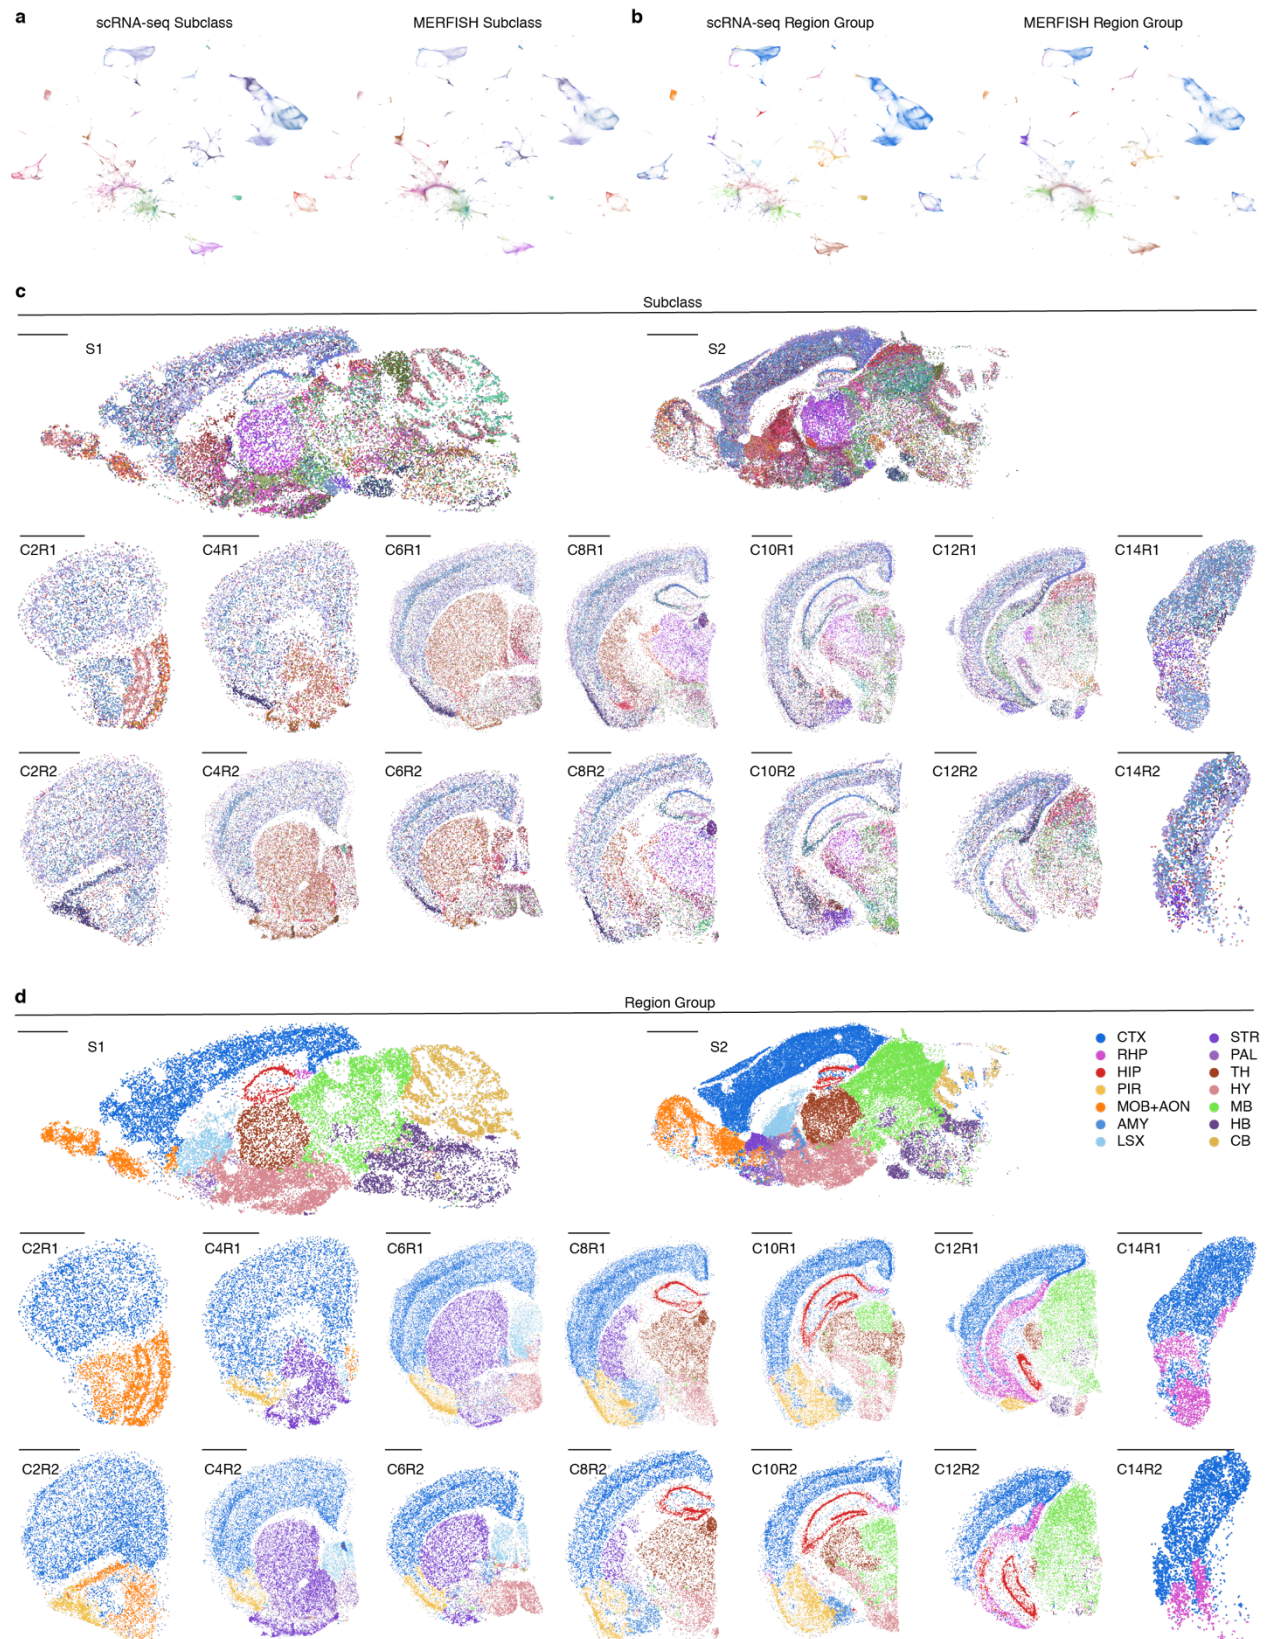 a
b
scRNA-seq Subclass
MERFISH Subclass
scRNA-seq Region Group
MERFISH Region Group
c
Subclass
S1
S2
C2R1
C4R1
C6R1
C8R1
C10R1
C12R1
C14R1
C2R2
C4R2
C6R2
C8R2
C10R2
C12R2
C14R2
d
Region Group
S1
S2
CTX
RHP
HIP
PIR
MOB+AON
AMY
LSX
STR
PAL
TH
HY
MB
HB
CB
C2R1
C4R1
C6R1
C8R1
C10R1
C12R1
C14R1
C2R2
C4R2
C6R2
C8R2
C10R2
C12R2
C14R2